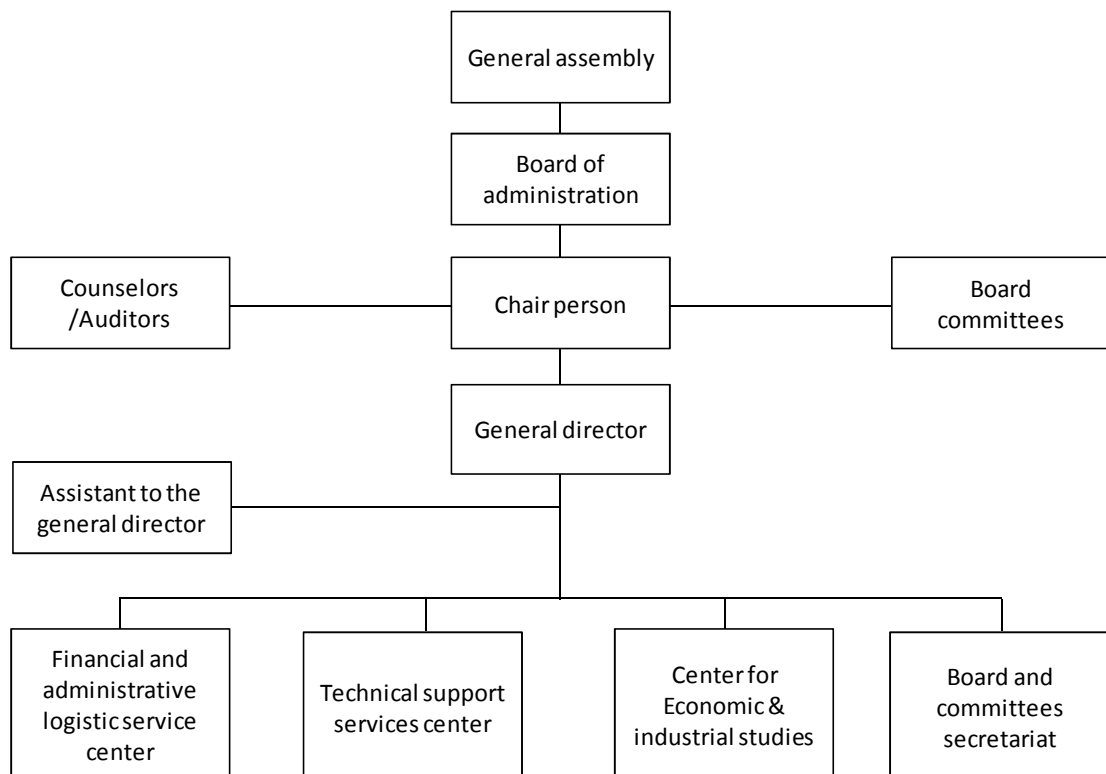 General assembly
Board of
administration
Counselors
/Auditors
Chair person
Board
committees
General director
Assistant to the
general director
Financial and
administrative
logistic service
center
Technical support
services center
Center for
Economic &
industrial studies
Board and
committees
secretariat